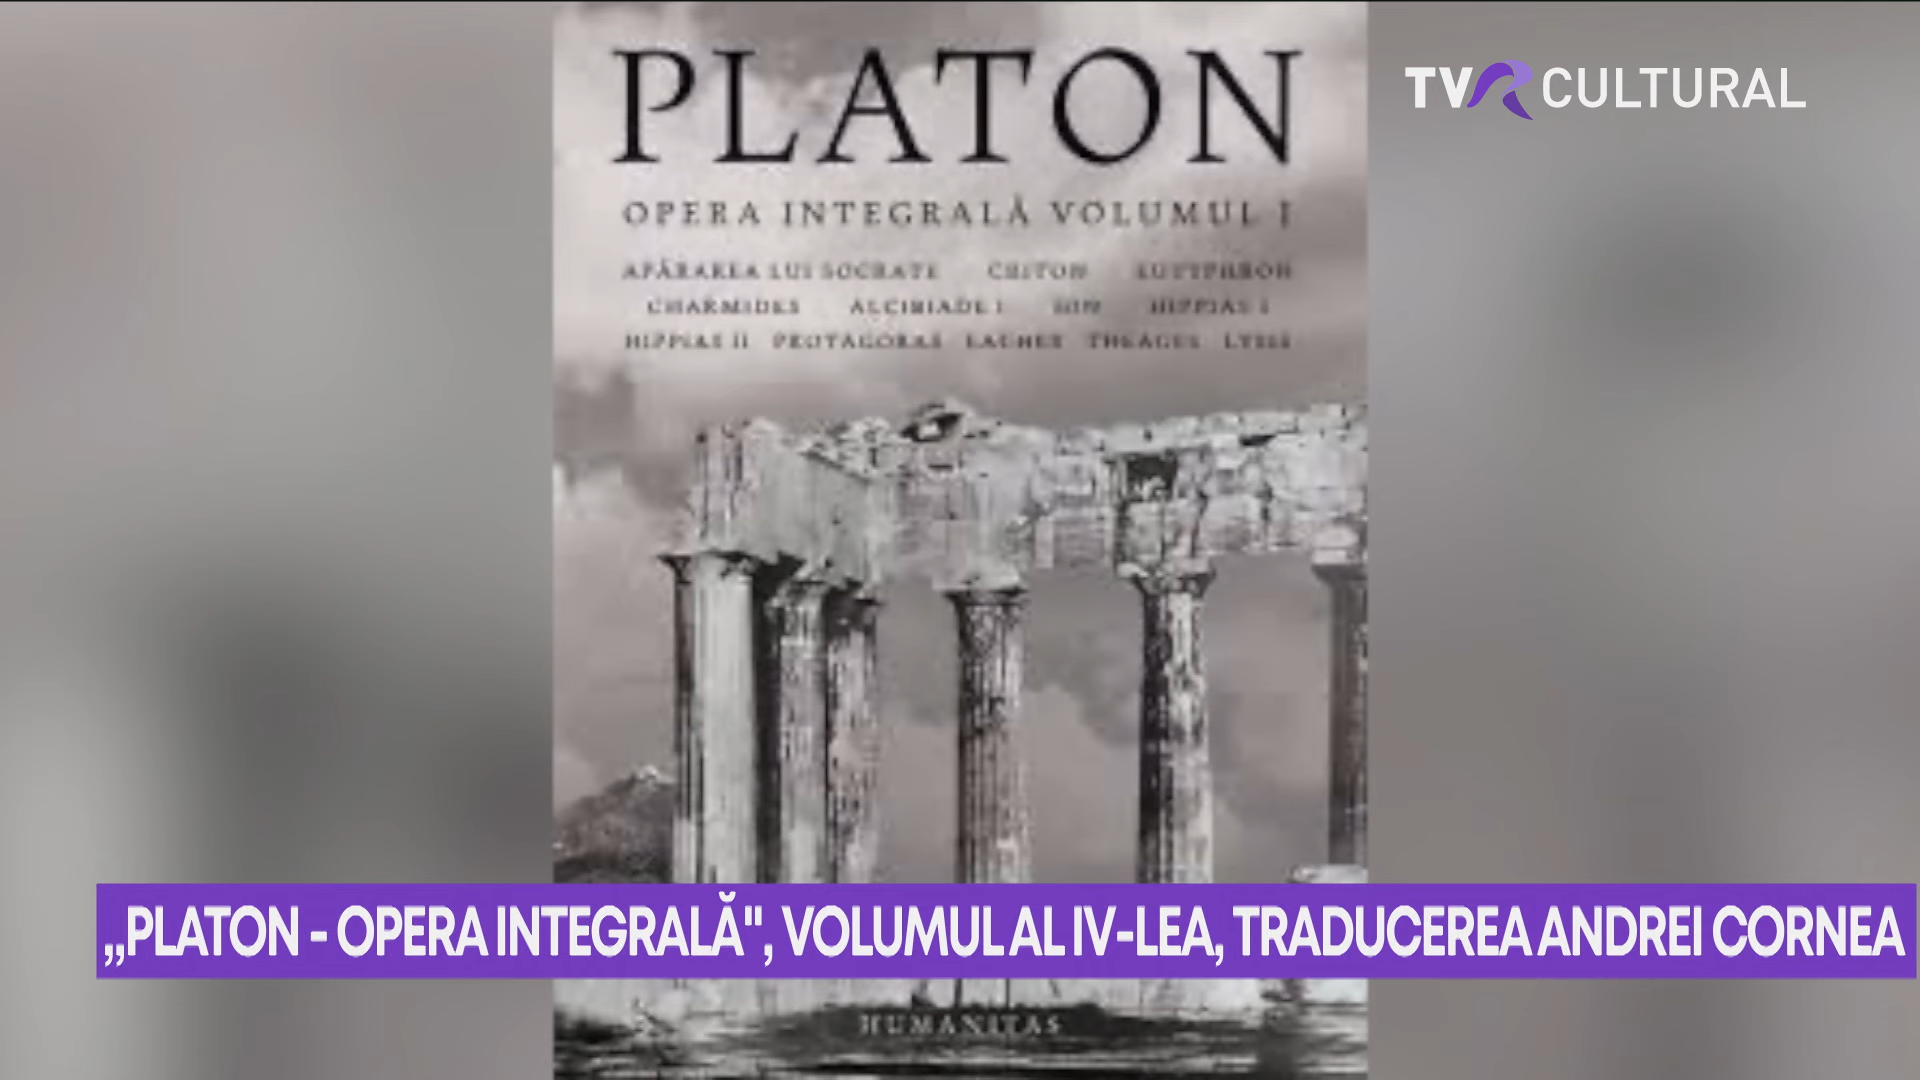 PLATON
TVR CULTURAL
OPERA INTEGRALĂ VOLUMUL I
APĂRAREA LUI SOCRATE CRITON EUTYPHRON
CHARMIDES ALCIBIADE I ION HIPPIAS I
HIPPIAS II PROTAGORAS LACHES THEAGES LYSIS
„PLATON - OPERA INTEGRALĂ", VOLUMUL AL IV-LEA, TRADUCEREA ANDREI CORNEA
HUMANITAS